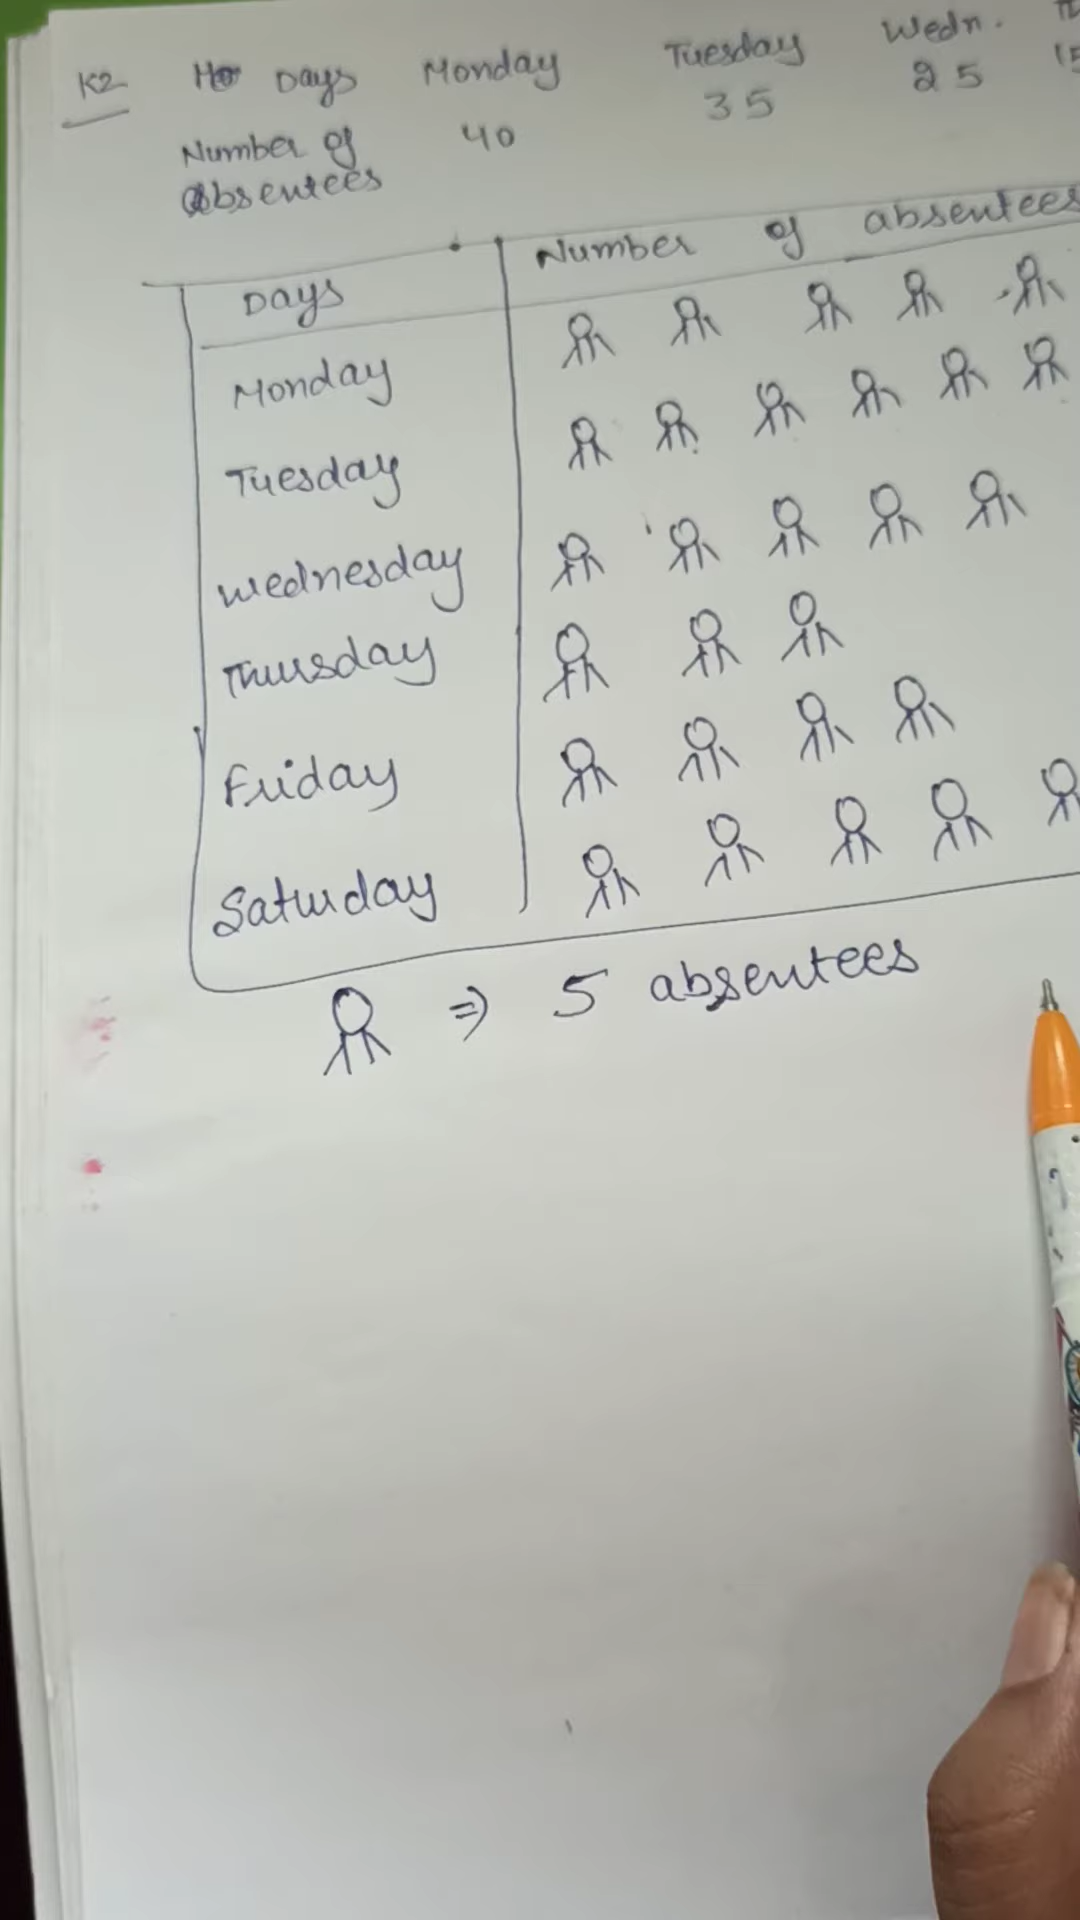 K2 Days Monday Tuesday Wedn.
Number of absentees 40 35 25
Days Number of absentees
Monday
Tuesday
Wednesday
Thursday
Friday
Saturday
⇒ 5 absentees